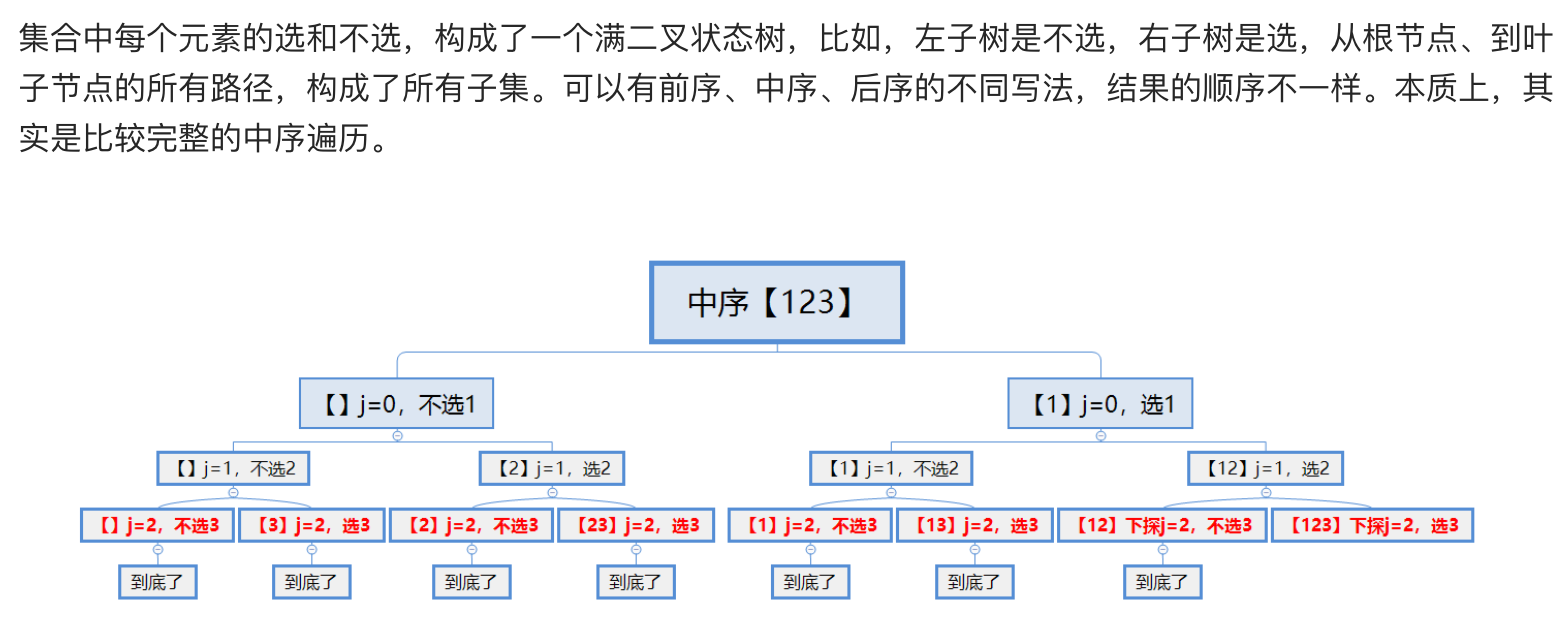 集合中每个元素的选和不选，构成了一个满二叉状态树，比如，左子树是不选，右子树是选，从根节点、到叶
子节点的所有路径，构成了所有子集。可以有前序、中序、后序的不同写法，结果的顺序不一样。本质上，其
实是比较完整的中序遍历。
中序【123】
【】j=0，不选1
【1】j=0，选1
【】j=1，不选2
【2】j=1，选2
【1】j=1，不选2
【12】j=1，选2
【】j=2，不选3
【3】j=2，选3
【2】j=2，不选3
【23】j=2，选3
【1】j=2，不选3
【13】j=2，选3
【12】下探j=2，不选3
【123】下探j=2，选3
到底了
到底了
到底了
到底了
到底了
到底了
到底了